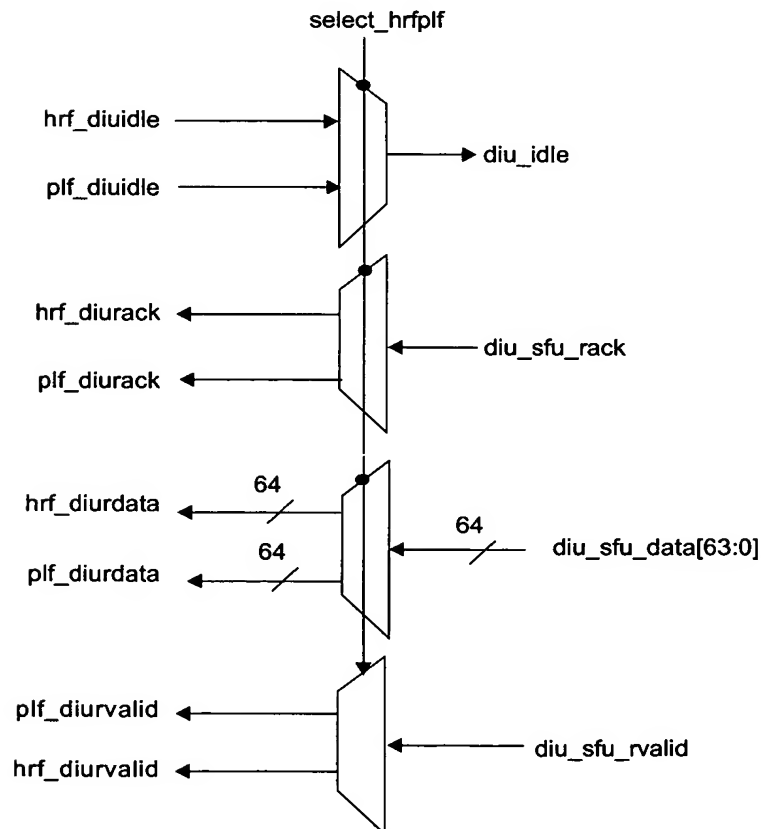 select_hrfplf
hrf_diuidle
diu_idle
plf_diuidle
hrf_diurack
diu_sfu_rack
plf_diurack
64
hrf_diurdata
64
diu_sfu_data[63:0]
64
plf_diurdata
plf_diurvalid
diu_sfu_rvalid
hrf_diurvalid